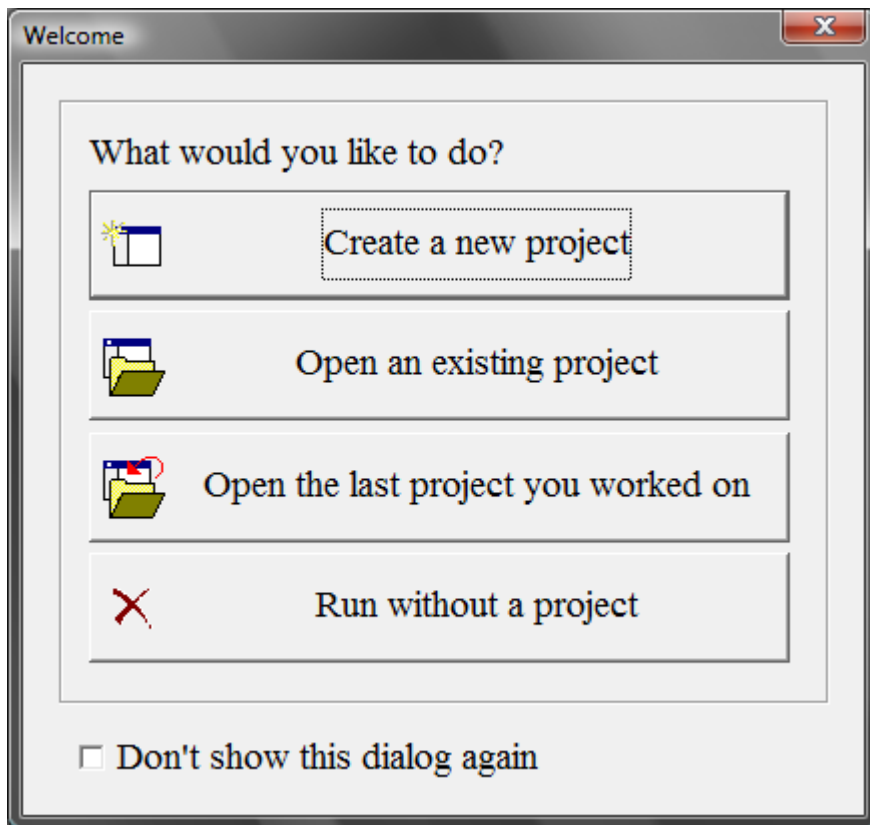 Welcome
What would you like to do?
Create a new project
Open an existing project
Open the last project you worked on
Run without a project
Don't show this dialog again